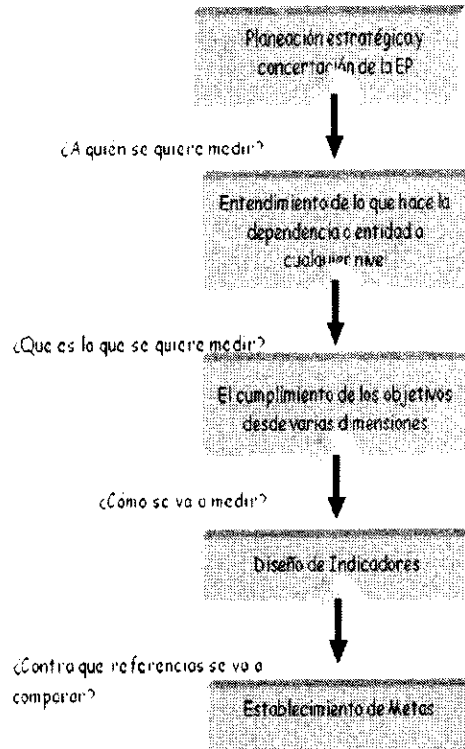 Planeación estratégica y
concertación de la EP
¿A quién se quiere medir?
Entendimiento de lo que hace la
dependencia o entidad a
cualquier nive
¿Que es lo que se quiere medir?
El cumplimiento de los objetivos
desde varias dimensiones
¿Cómo se va a medir?
Diseño de Indicadores
¿Contra que referencias se va a
comparar?
Establecimiento de Metas